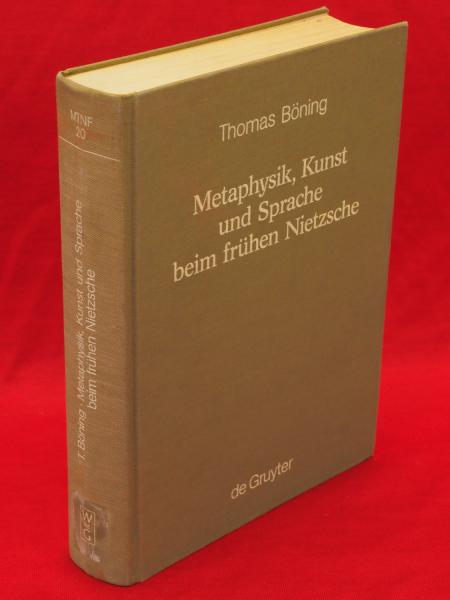 Thomas Böning
Metaphysik, Kunst
und Sprache
beim frühen Nietzsche
de Gruyter
MTNF
20
T. Böning · Metaphysik, Kunst und Sprache
beim frühen Nietzsche
W
DE
G